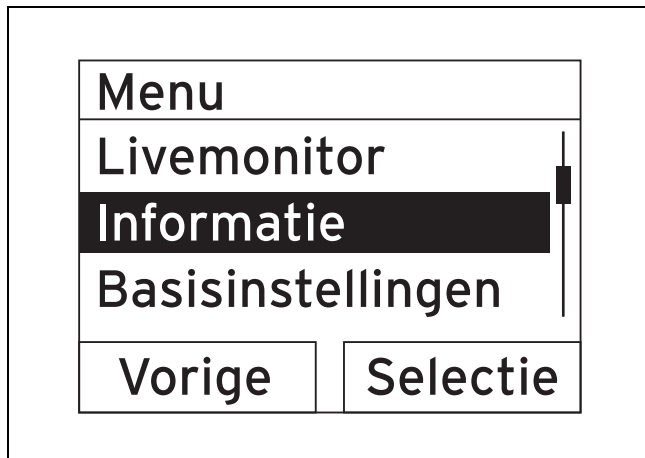 Menu
Livemonitor
Informatie
Basisinstellingen
Vorige Selectie